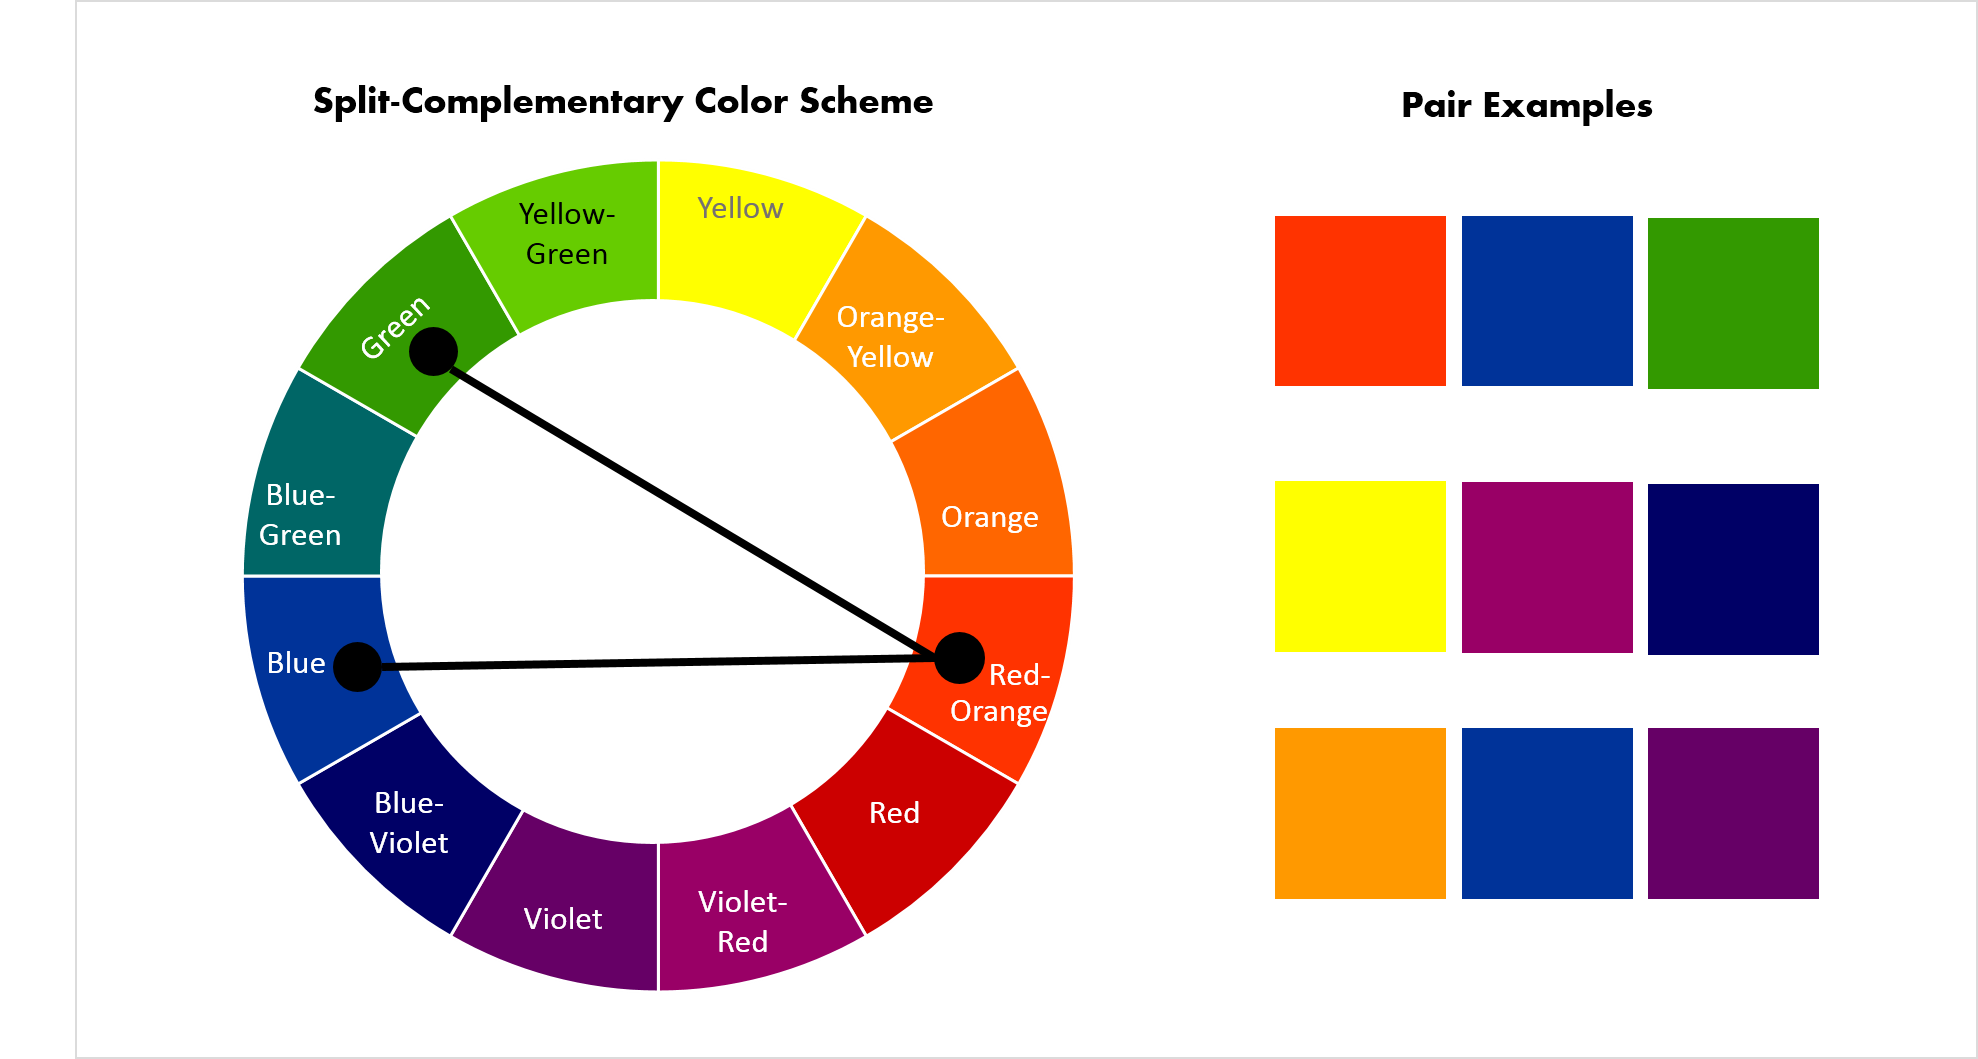 Split-Complementary Color Scheme
Pair Examples
Yellow-
Green
Yellow
Orange-
Yellow
Green
Orange
Blue-
Green
Blue
Red-
Orange
Blue-
Violet
Red
Violet
Violet-
Red